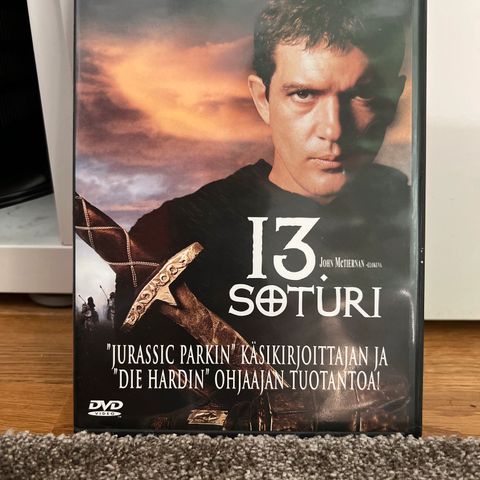 13.
JOHN MCTIERNAN -ELOKUVA
SOTURI
"JURASSIC PARKIN" KÄSIKIRJOITTAJAN JA
"DIE HARDIN" OHJAAJAN TUOTANTOA!
DVD
VIDEO